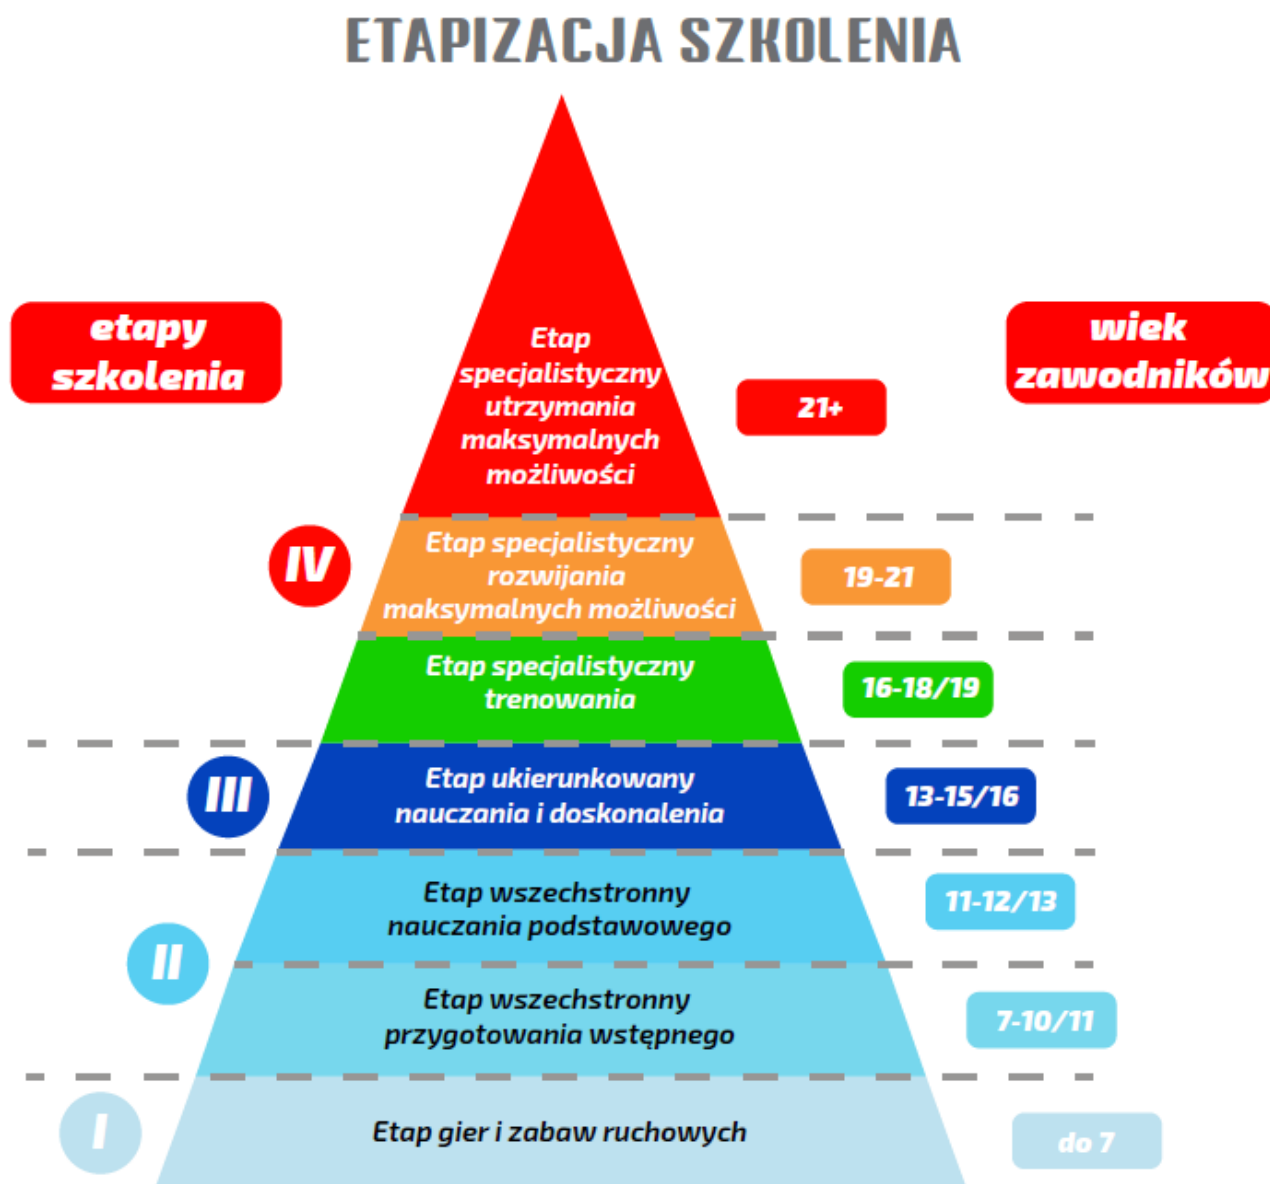 ETAPIZACJA SZKOLENIA
etapy
szkolenia
wiek
zawodników
Etap
specjalistyczny
utrzymania
maksymalnych
możliwości
21+
IV
Etap specjalistyczny
rozwijania
maksymalnych możliwości
19-21
Etap specjalistyczny
trenowania
16-18/19
III
Etap ukierunkowany
nauczania i doskonalenia
13-15/16
II
Etap wszechstronny
nauczania podstawowego
11-12/13
Etap wszechstronny
przygotowania wstępnego
7-10/11
I
Etap gier i zabaw ruchowych
do 7